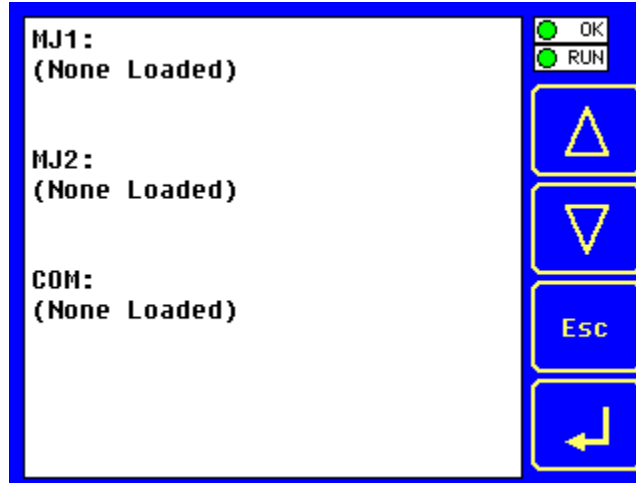 MJ1:
(None Loaded)
MJ2:
(None Loaded)
COM:
(None Loaded)
OK
RUN
Esc